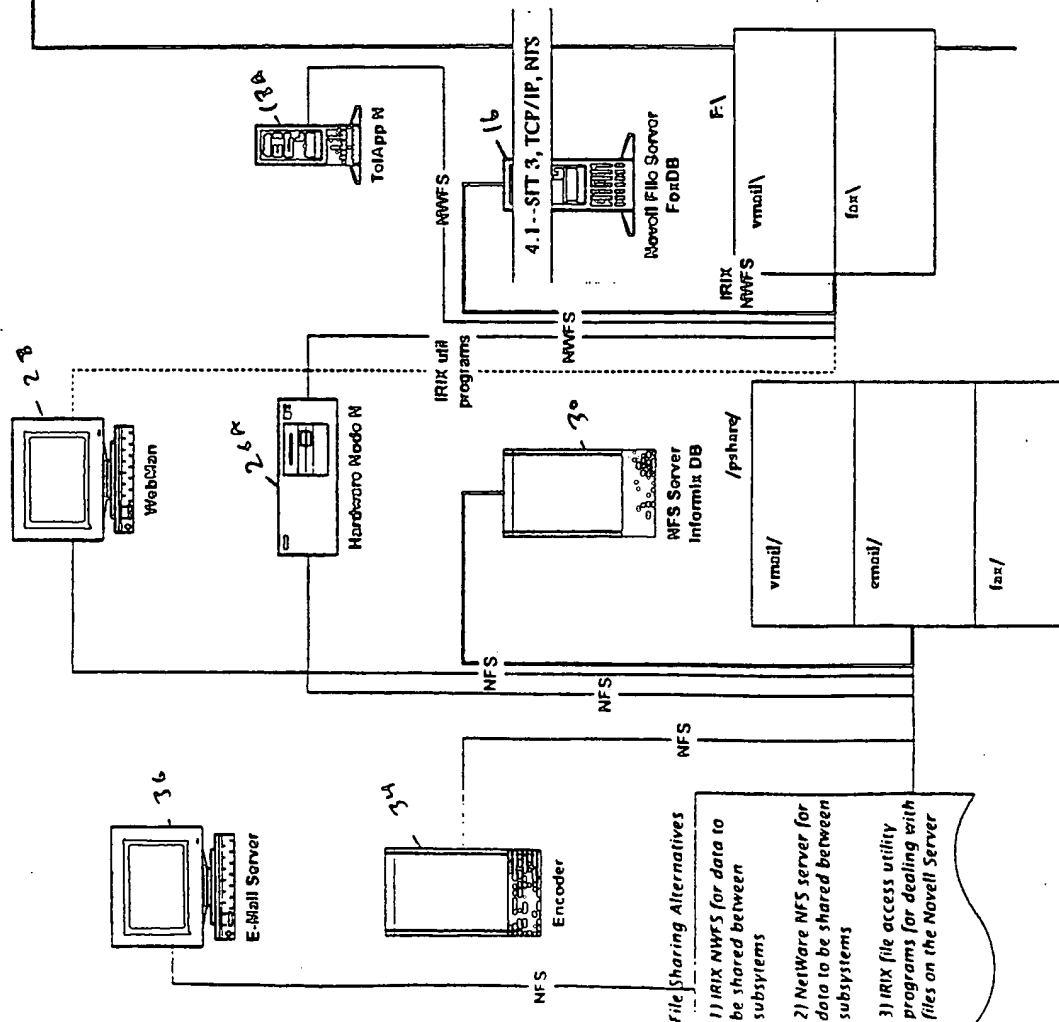 28
WebMan
18A
TelApp N
26A
Hardware Node N
IRIX util
programs
NWFS
16
4.1--SFT 3, TCP/IP, NFS
Novell File Server
FoxDB
NWFS
IRIX
NWFS
F:\
vmail\
fax\
36
E-Mail Server
34
Encoder
NFS
NFS
NFS
NFS
30
NFS Server
Informix DB
/pshare/
vmail/
email/
fax/
File Sharing Alternatives
1) IRIX NWFS for data to
be shared between
subsytems
2) NetWare NFS server for
data to be shared between
subsystems
3) IRIX file access utility
programs for dealing with
files on the Novell Server